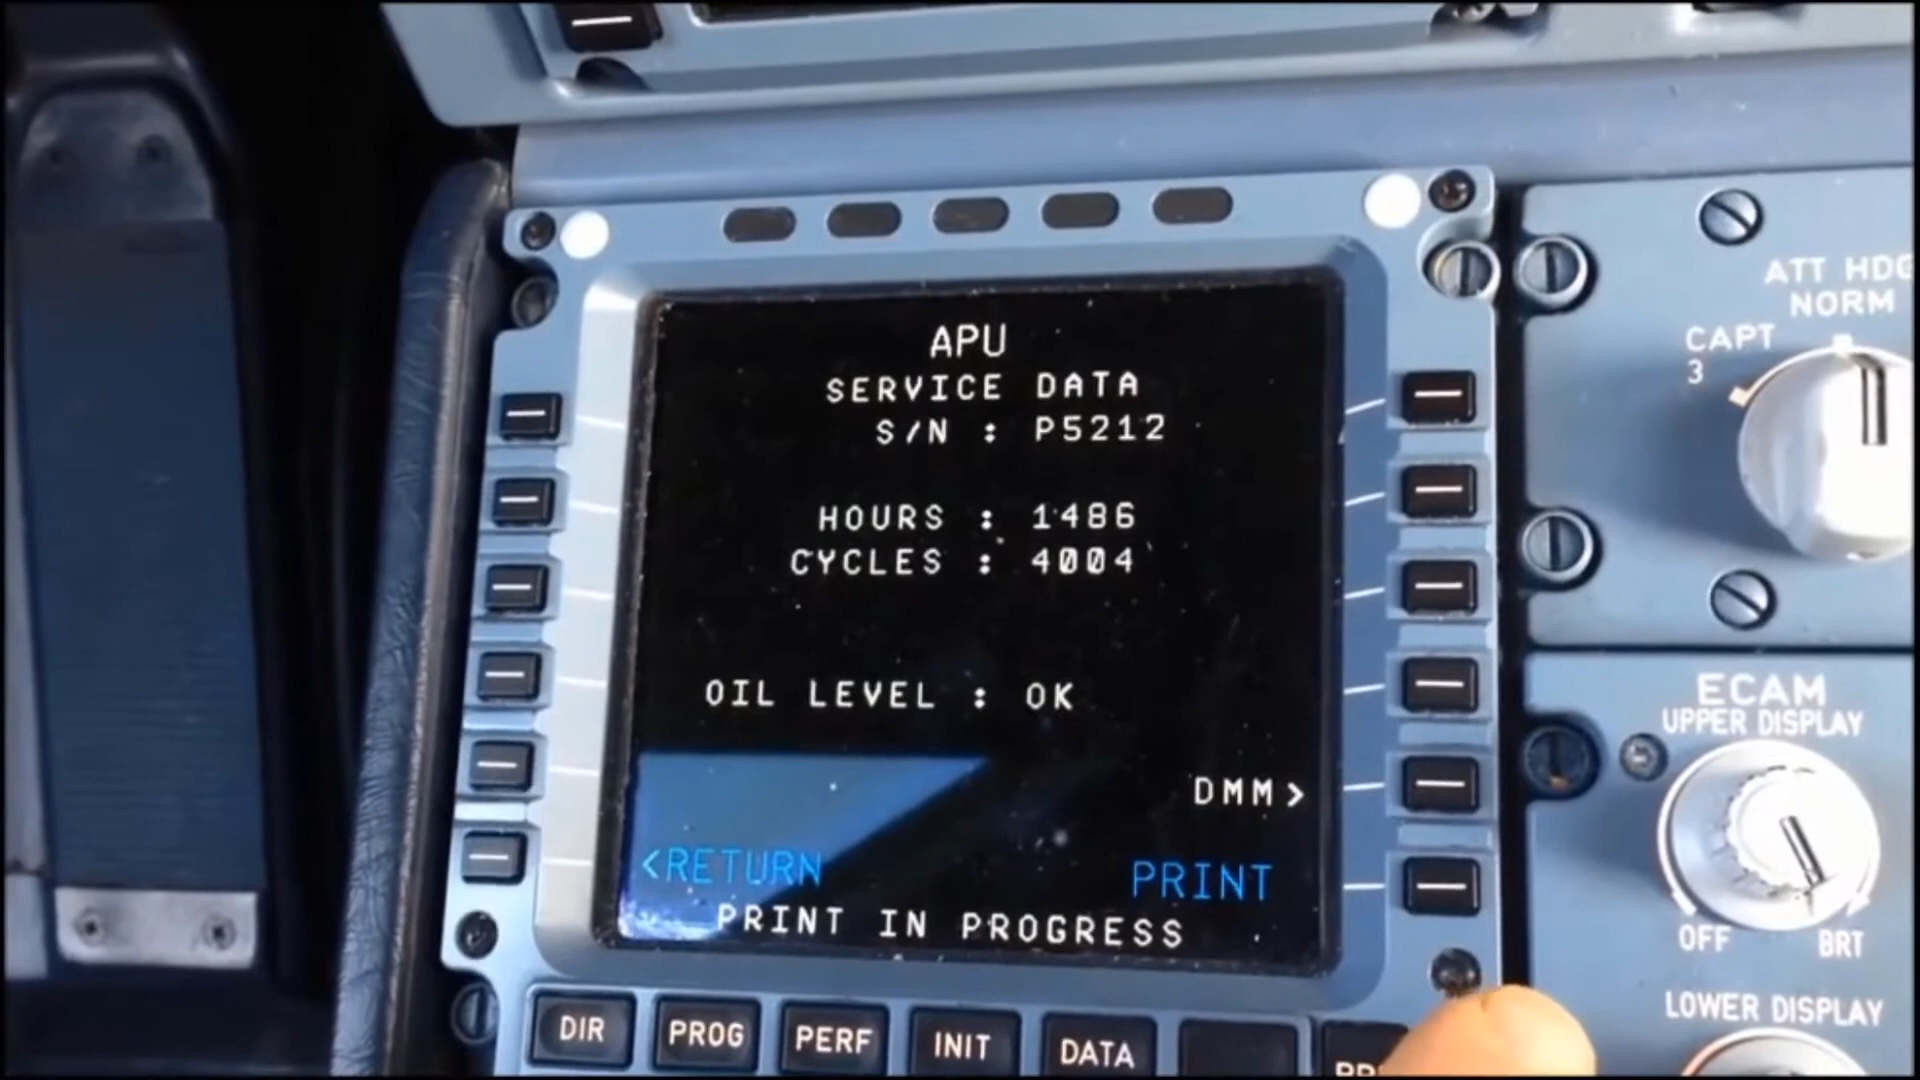 APU
SERVICE DATA
S/N : P5212
HOURS : 1486
CYCLES : 4004
OIL LEVEL : OK
DMM>
<RETURN
PRINT
PRINT IN PROGRESS
DIR
PROG
PERF
INIT
DATA
ATT HDG
NORM
CAPT
3
ECAM
UPPER DISPLAY
OFF
BRT
LOWER DISPLAY